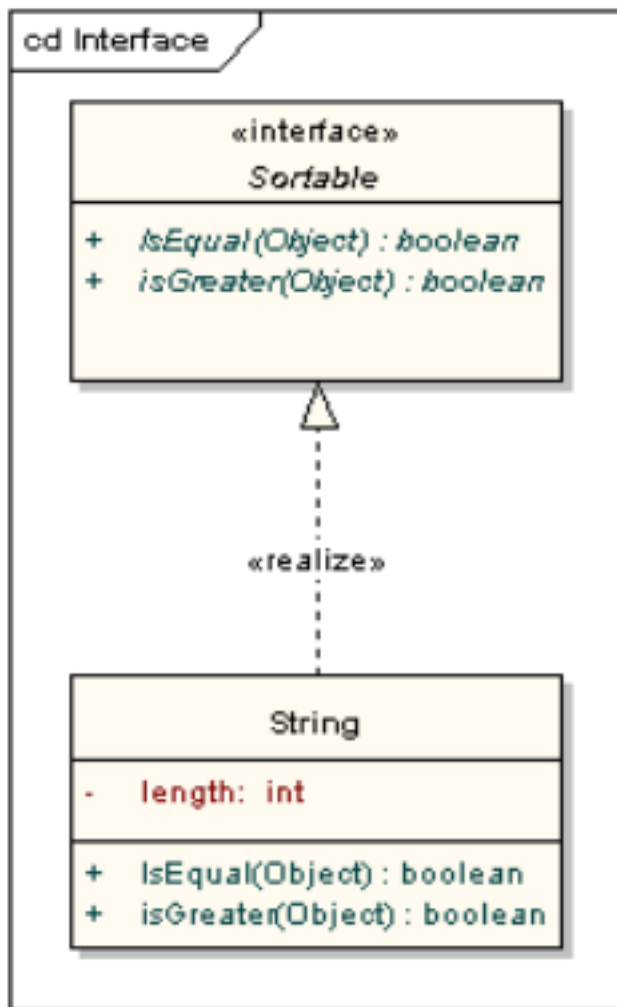 cd Interface
«interface»
Sortable
+ IsEqual(Object) : boolean
+ isGreater(Object) : boolean
«realize»
String
- length: int
+ IsEqual(Object) : boolean
+ isGreater(Object) : boolean